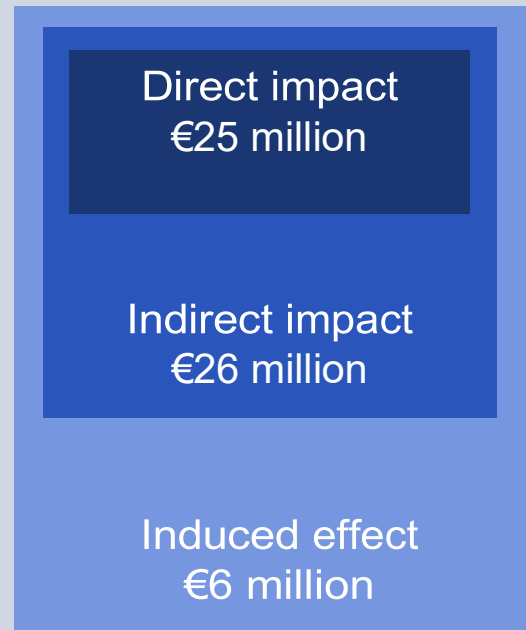 Direct impact
€25 million
Indirect impact
€26 million
Induced effect
€6 million